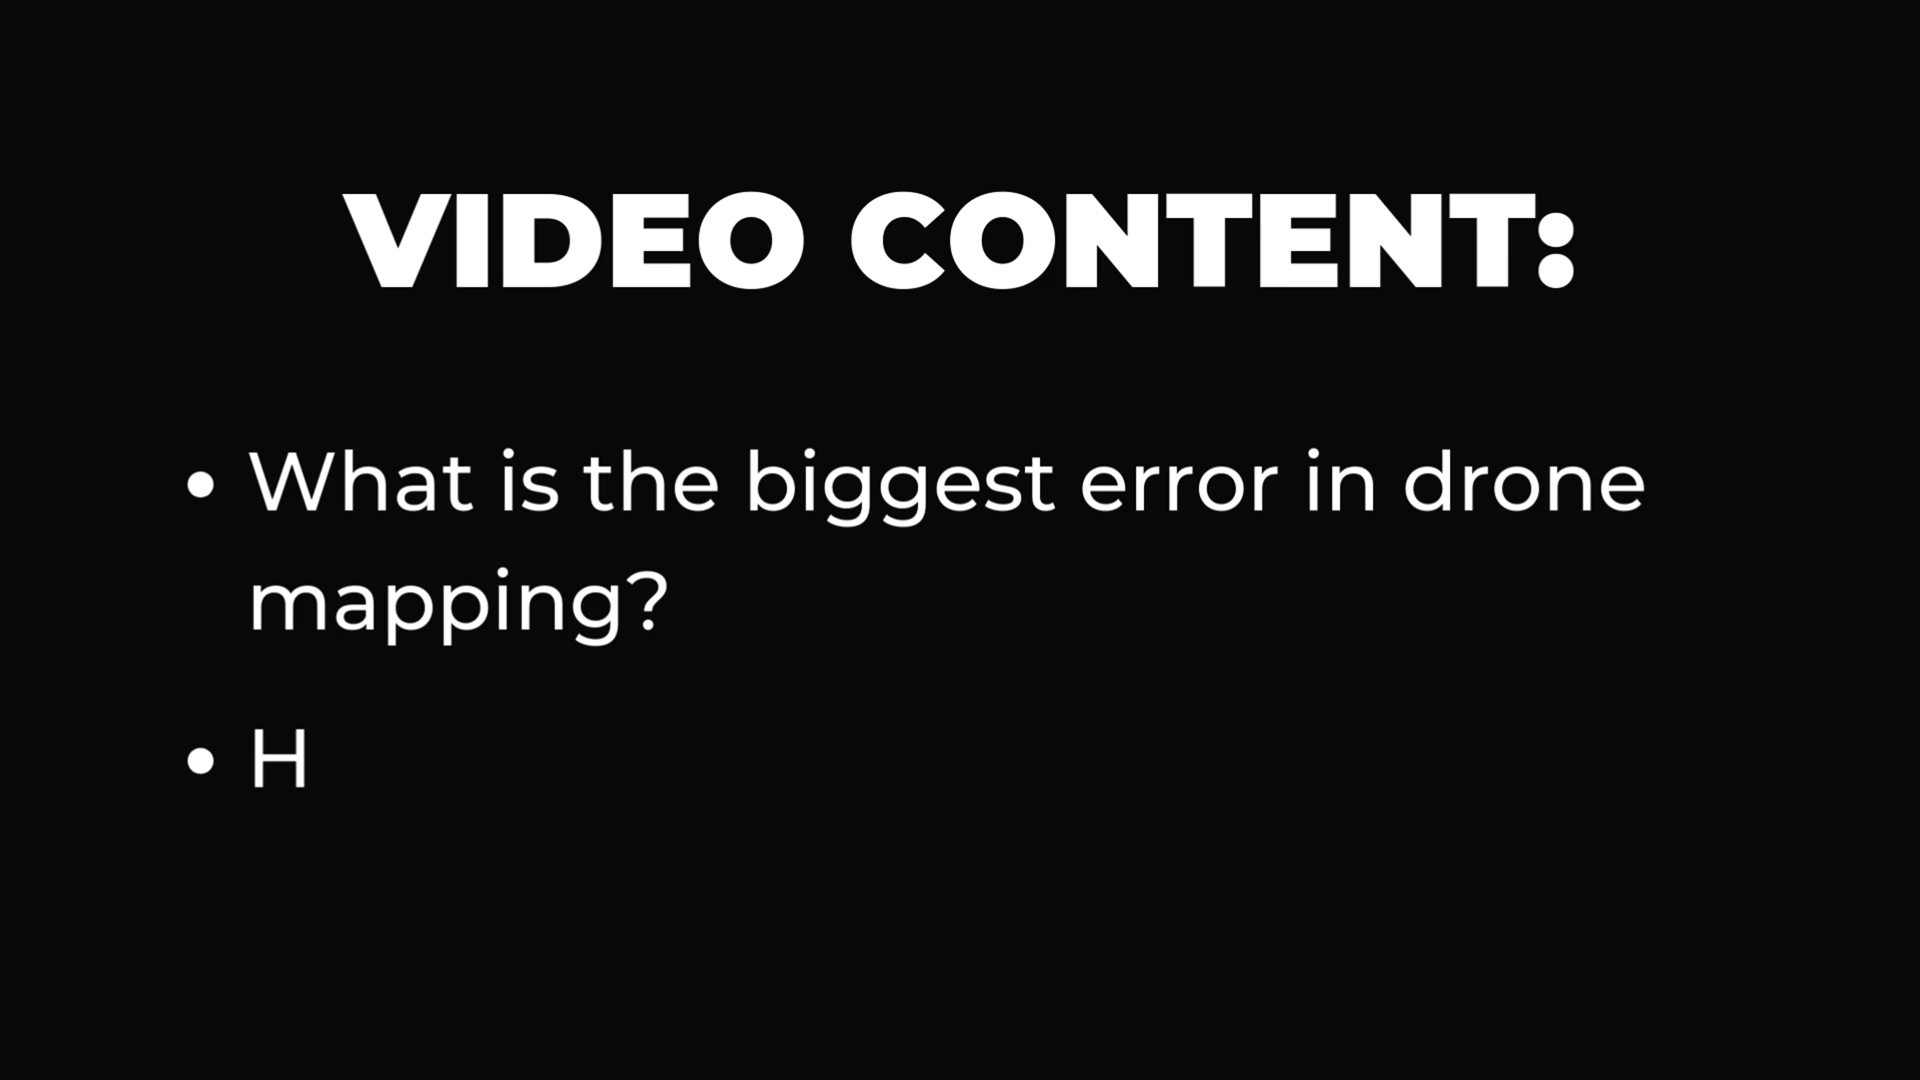 VIDEO CONTENT:
• What is the biggest error in drone
mapping?
• H